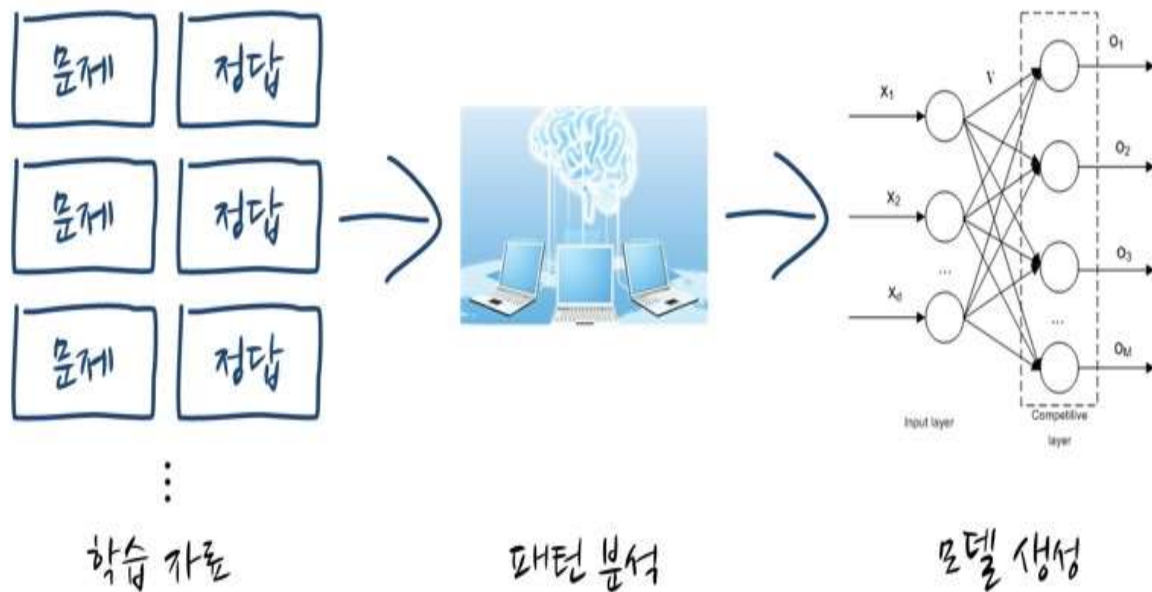 문제 정답
문제 정답
문제 정답
학습 자료
패턴 분석
X1
X2
...
Xd
V
O1
O2
O3
...
OM
Input layer
Competitive
layer
모델 생성